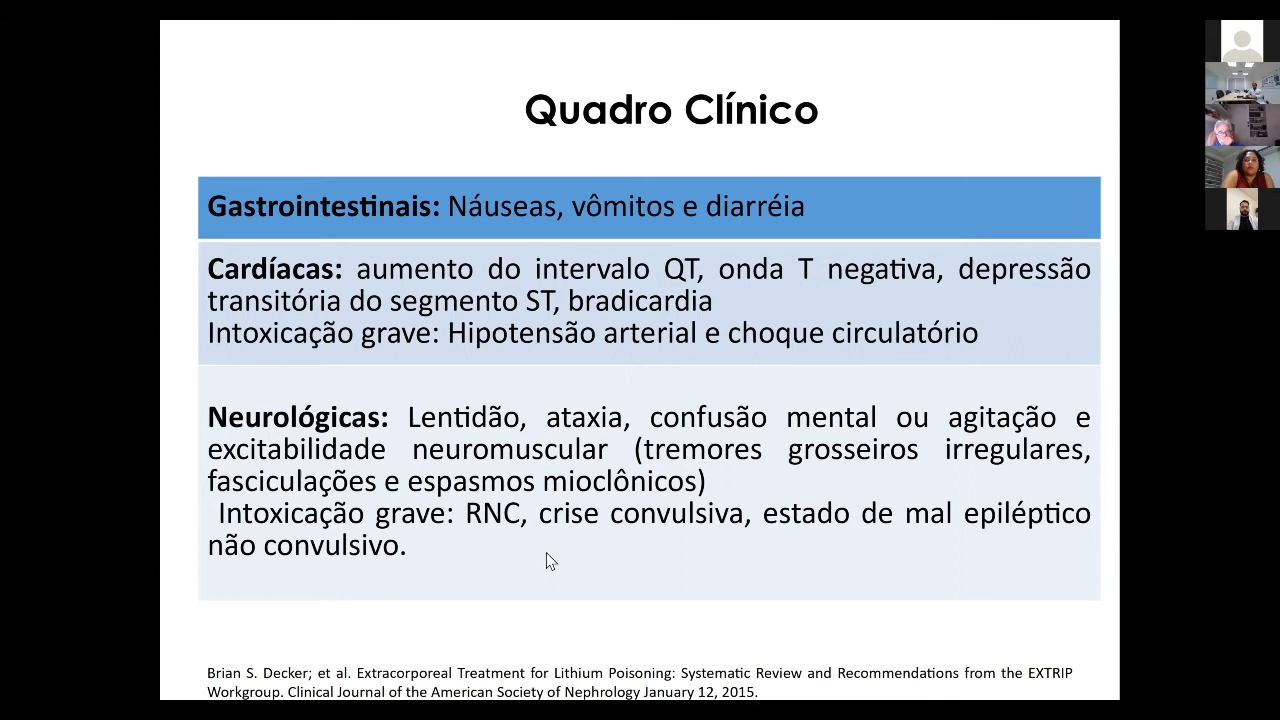 Quadro Clínico
Gastrointestinais: Náuseas, vômitos e diarréia
Cardíacas: aumento do intervalo QT, onda T negativa, depressão
transitória do segmento ST, bradicardia
Intoxicação grave: Hipotensão arterial e choque circulatório
Neurológicas: Lentidão, ataxia, confusão mental ou agitação e
excitabilidade neuromuscular (tremores grosseiros irregulares,
fasciculações e espasmos mioclônicos)
Intoxicação grave: RNC, crise convulsiva, estado de mal epiléptico
não convulsivo.
Brian S. Decker; et al. Extracorporeal Treatment for Lithium Poisoning: Systematic Review and Recommendations from the EXTRIP
Workgroup. Clinical Journal of the American Society of Nephrology January 12, 2015.